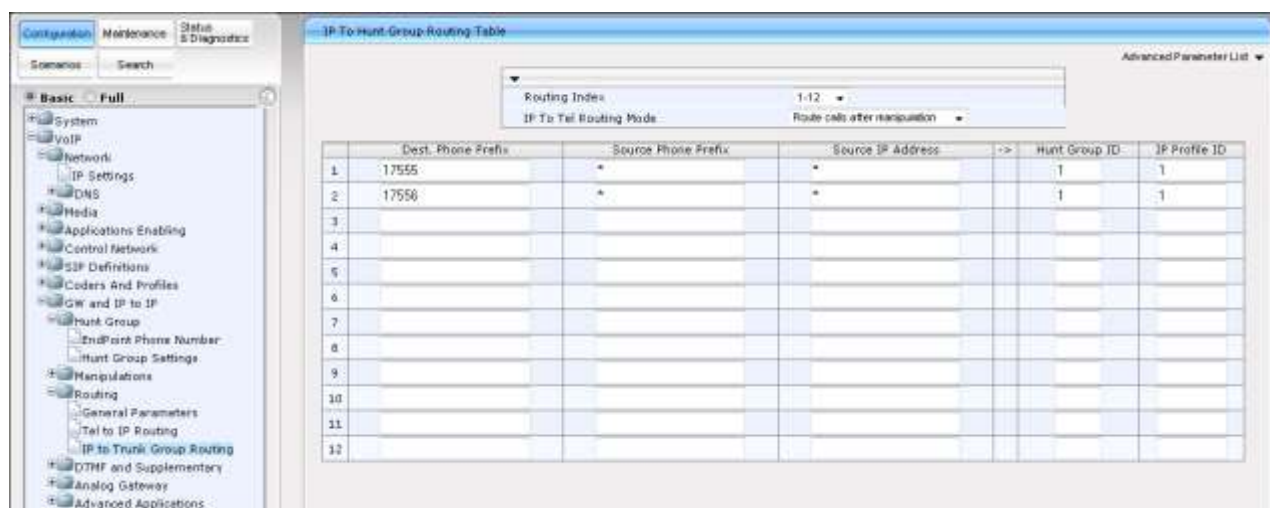 Configuration Maintenance Status & Diagnostics
Scenarios Search
Basic Full
System
VoIP
Network
IP Settings
DNS
Media
Applications Enabling
Control Network
SIP Definitions
Coders And Profiles
GW and IP to IP
Hunt Group
EndPoint Phone Number
Hunt Group Settings
Manipulations
Routing
General Parameters
Tel to IP Routing
IP to Trunk Group Routing
DTMF and Supplementary
Analog Gateway
Advanced Applications
IP To Hunt Group Routing Table
Advanced Parameter List
Routing Index 1-12
IP To Tel Routing Mode Route calls after manipulation
Dest. Phone Prefix Source Phone Prefix Source IP Address -> Hunt Group ID IP Profile ID
1 17555 * * 1 1
2 17556 * * 1 1
3
4
5
6
7
8
9
10
11
12